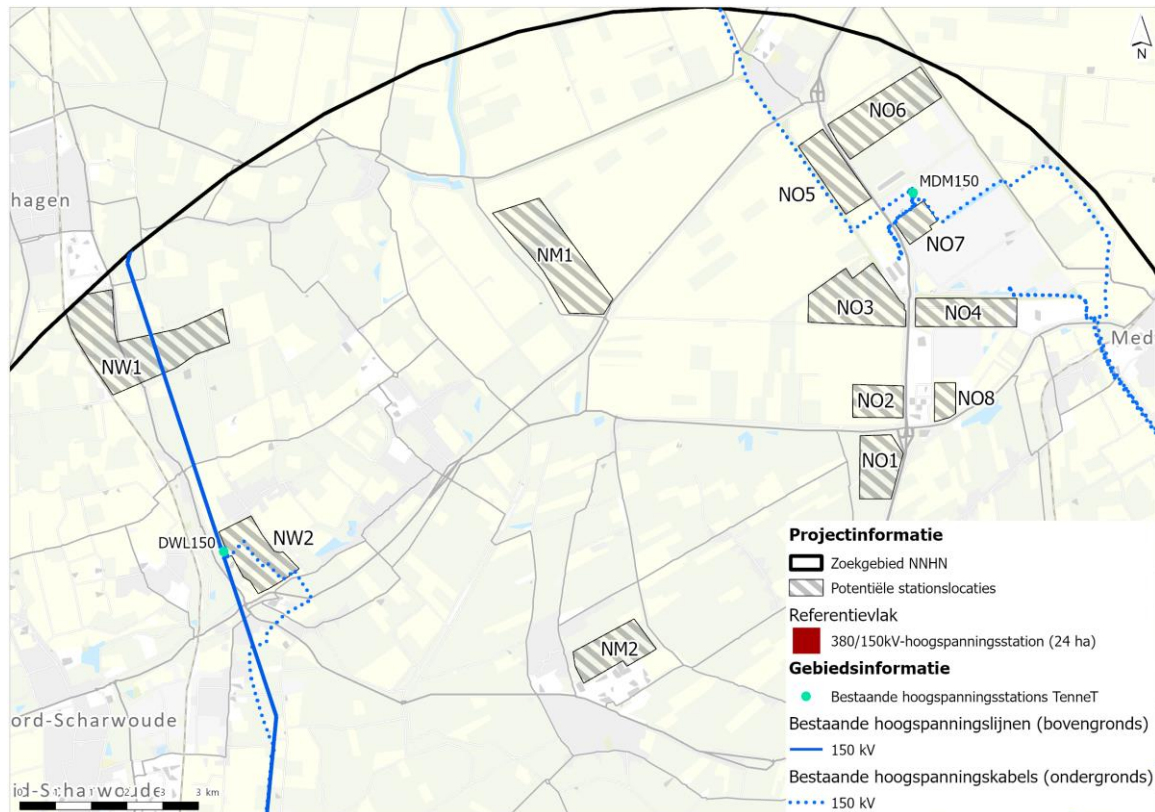 N
NO6
MDM150
NO5
hagen
NO7
NM1
NO3
NO4
Med
NW1
NO2
NO8
NO1
DWL150
NW2
NM2
ord-Scharwoude
id-Scharwoude
3 km
Projectinformatie
Zoekgebied NNHN
Potentiële stationslocaties
Referentievlak
380/150kV-hoogspanningsstation (24 ha)
Gebiedsinformatie
Bestaande hoogspanningsstations TenneT
Bestaande hoogspanningslijnen (bovengronds)
150 kV
Bestaande hoogspanningskabels (ondergronds)
150 kV